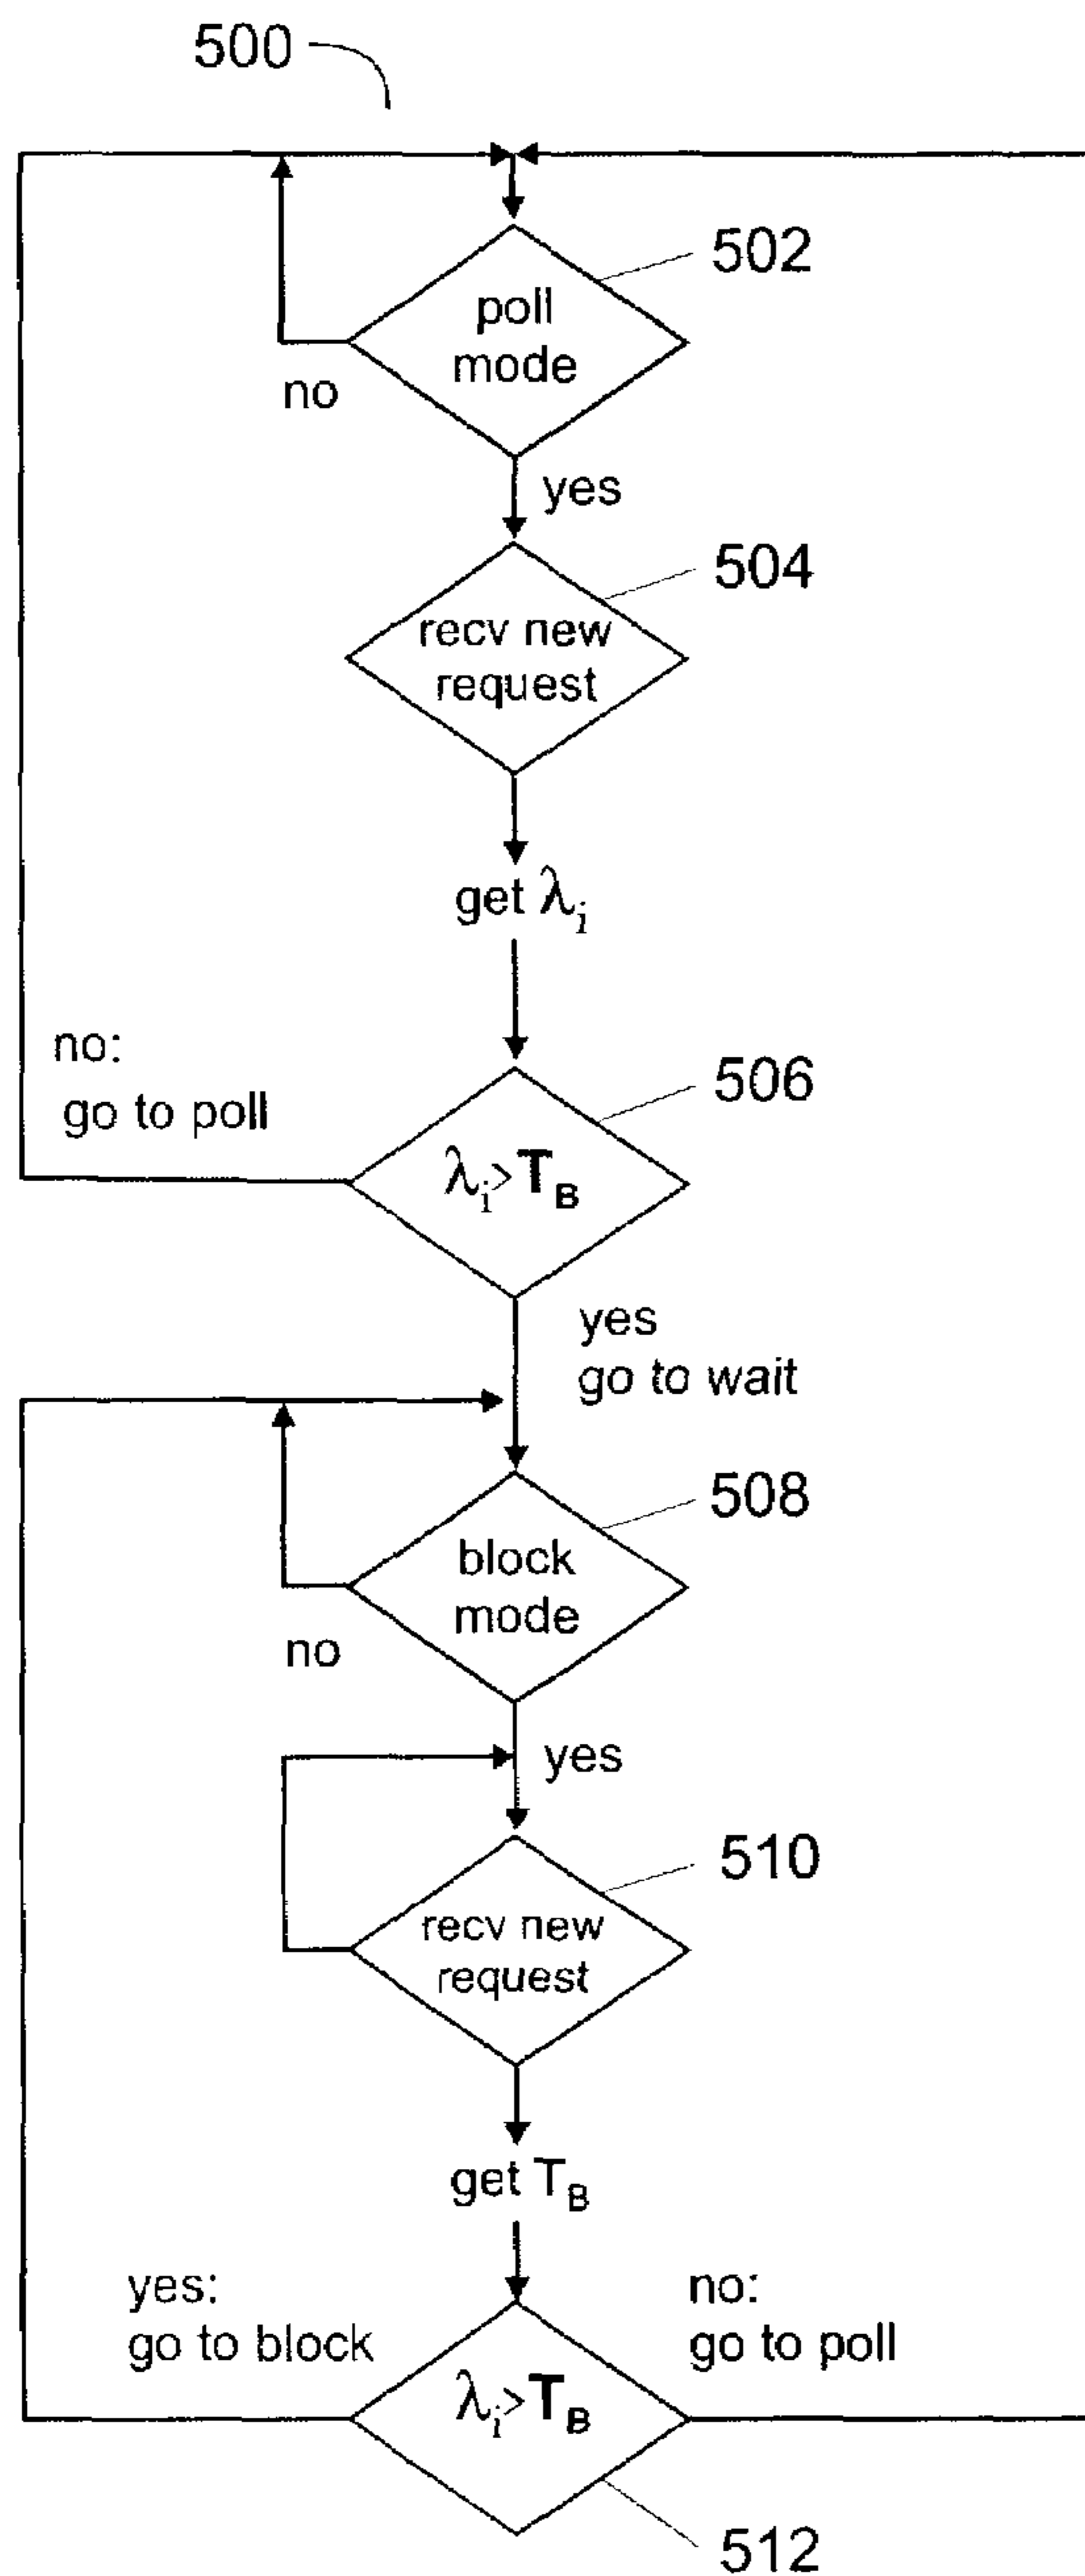 500
502
poll
mode
no
yes
504
recv new
request
get λi
no:
go to poll
506
λi> TB
yes
go to wait
508
block
mode
no
yes
510
recv new
request
get TB
yes:
go to block
no:
go to poll
λi> TB
512